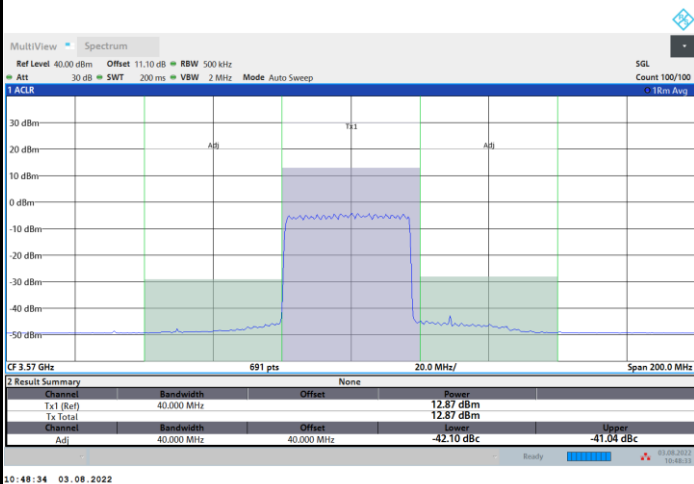 MultiView Spectrum
Ref Level 40.00 dBm Offset 11.10 dB RBW 500 kHz SGL
Att 30 dB SWT 200 ms VBW 2 MHz Mode Auto Sweep Count 100/100
1 ACLR 1Rm Avg
30 dBm
Tx1
20 dBm
Adj Adj
10 dBm
0 dBm
-10 dBm
-20 dBm
-30 dBm
-40 dBm
-50 dBm
CF 3.57 GHz 691 pts 20.0 MHz/ Span 200.0 MHz
2 Result Summary None
Channel Bandwidth Offset Power
Tx1 (Ref) 40.000 MHz 12.87 dBm
Tx Total 12.87 dBm
Channel Bandwidth Offset Lower Upper
Adj 40.000 MHz 40.000 MHz -42.10 dBc -41.04 dBc
Ready 03.08.2022
10:48:33
10:48:34 03.08.2022